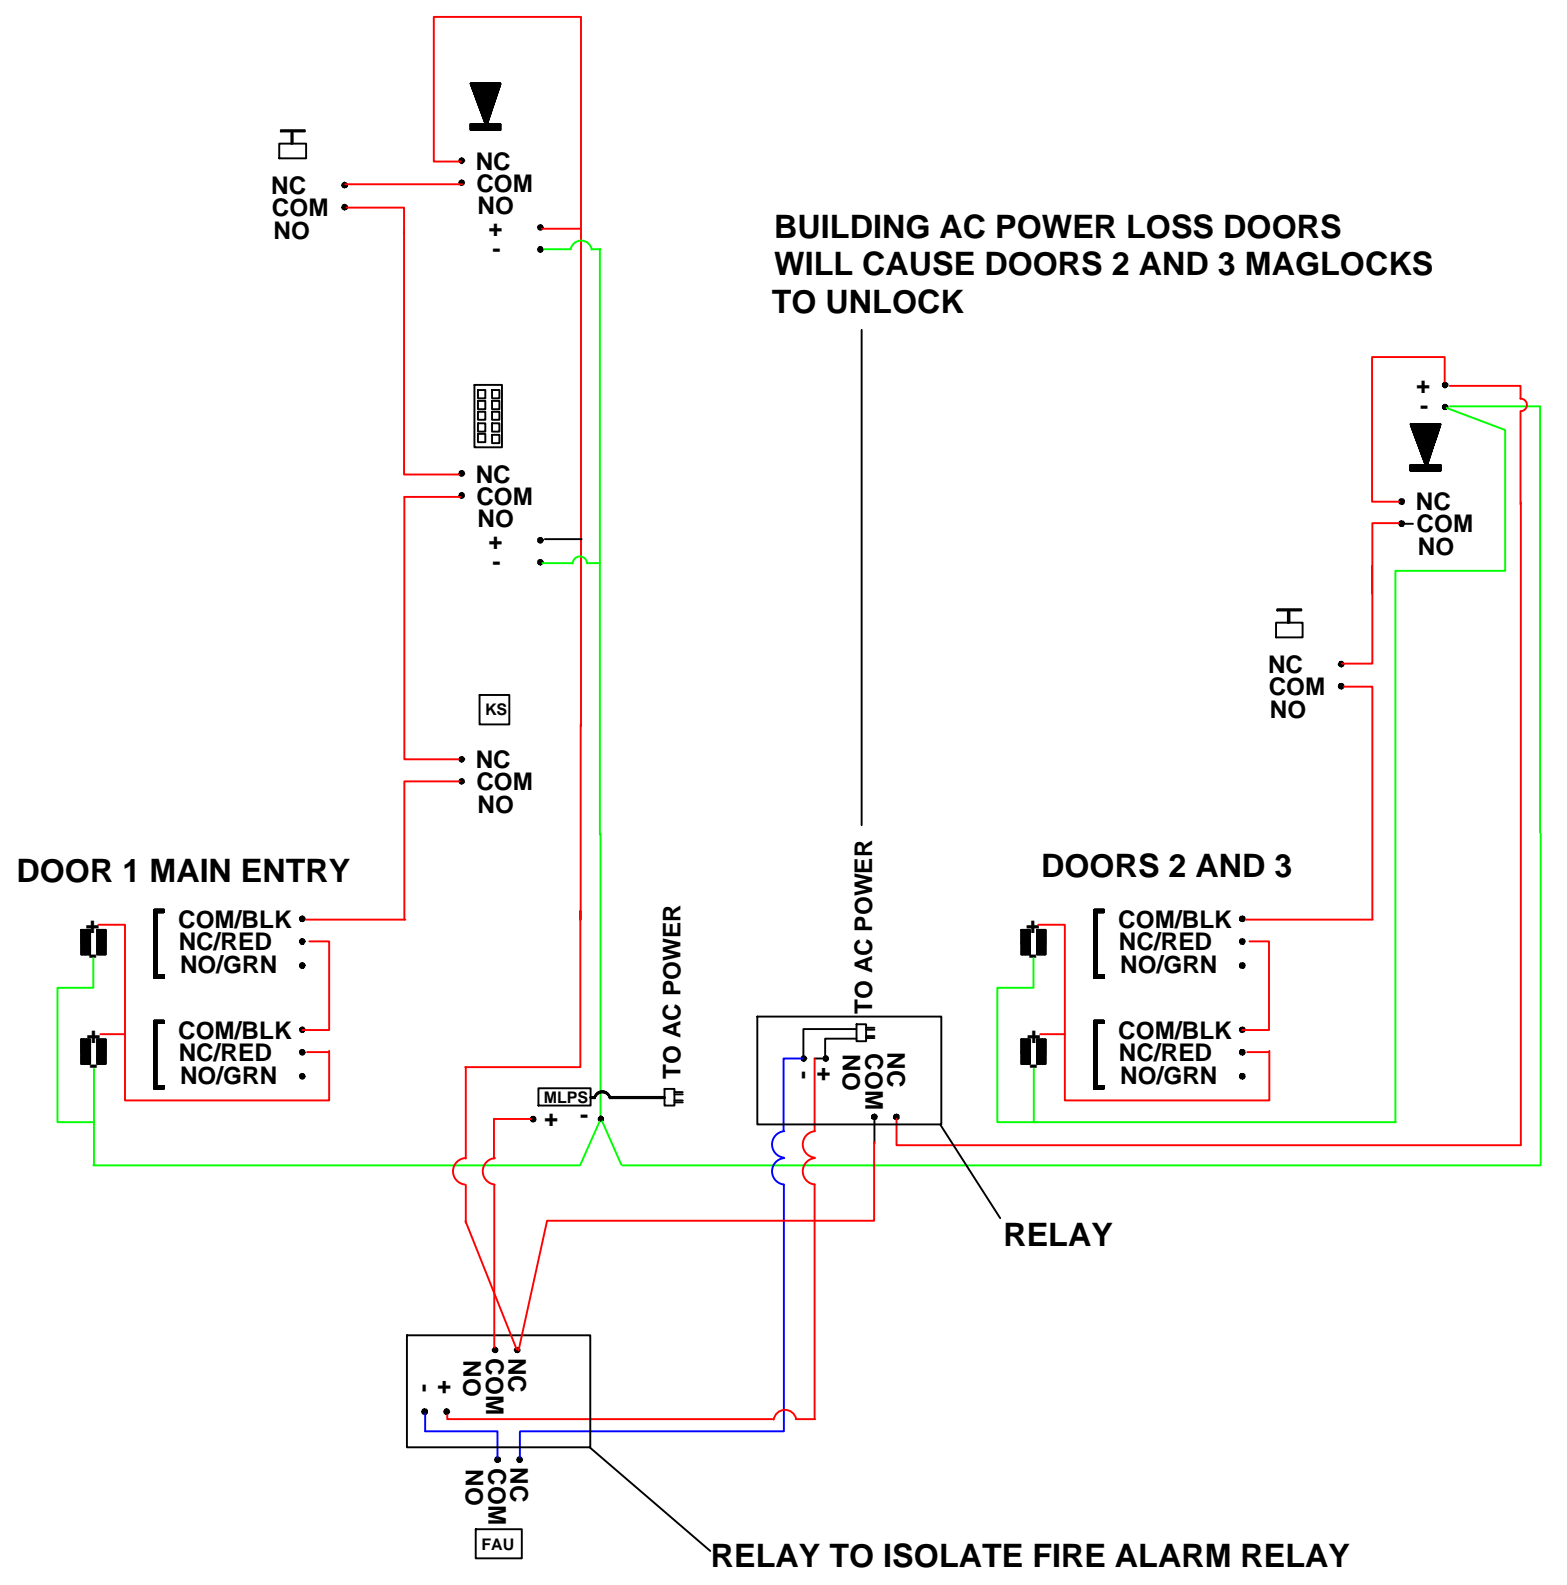 NC
COM
NO
+
-
NC
COM
NO
BUILDING AC POWER LOSS DOORS
WILL CAUSE DOORS 2 AND 3 MAGLOCKS
TO UNLOCK
+
-
NC
COM
NO
NC
COM
NO
+
-
KS
NC
COM
NO
NC
COM
NO
DOOR 1 MAIN ENTRY
+
COM/BLK
NC/RED
NO/GRN
+
COM/BLK
NC/RED
NO/GRN
TO AC POWER
MLPS
+ -
TO AC POWER
NC
COM
NO
+
-
RELAY
DOORS 2 AND 3
+
COM/BLK
NC/RED
NO/GRN
+
COM/BLK
NC/RED
NO/GRN
NC
COM
NO
- +
NC
COM
NO
FAU
RELAY TO ISOLATE FIRE ALARM RELAY